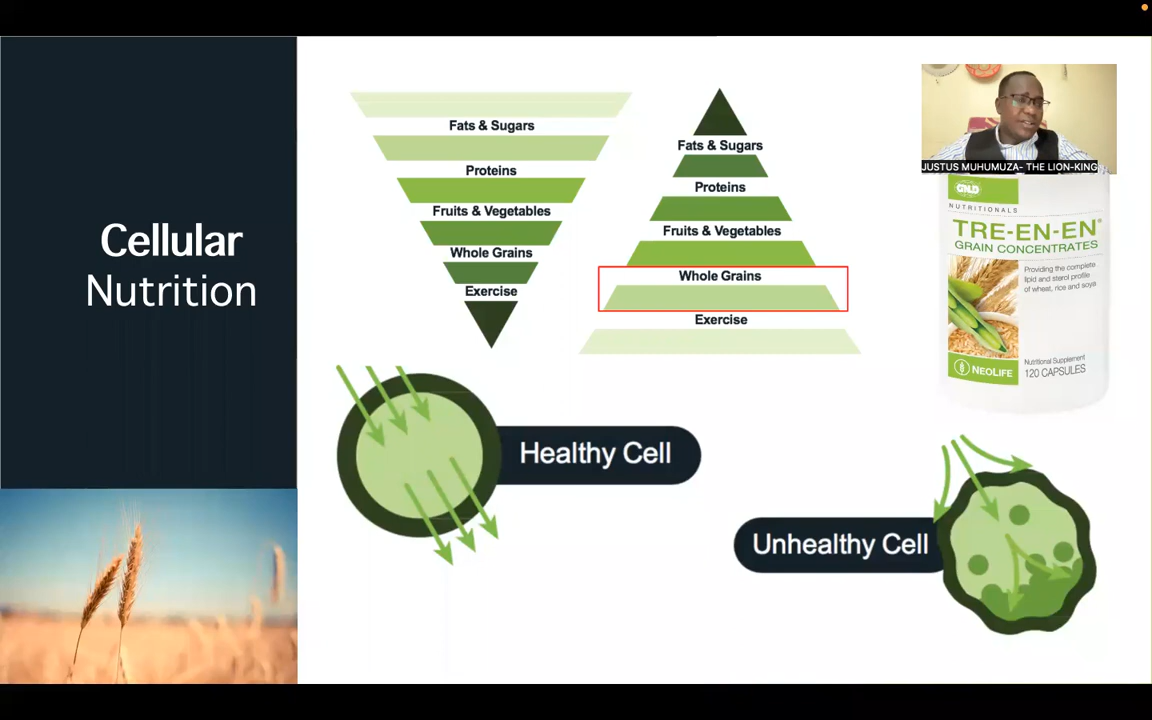 Cellular
Nutrition
Fats & Sugars
Proteins
Fruits & Vegetables
Whole Grains
Exercise
Fats & Sugars
Proteins
Fruits & Vegetables
Whole Grains
Exercise
JUSTUS MUHUMUZA- THE LION-KING
GNLD
NUTRITIONALS
TRE-EN-EN®
GRAIN CONCENTRATES
Providing the complete
lipid and sterol profile
of wheat, rice and soya
NEOLIFE
Nutritional Supplement
120 CAPSULES
Healthy Cell
Unhealthy Cell